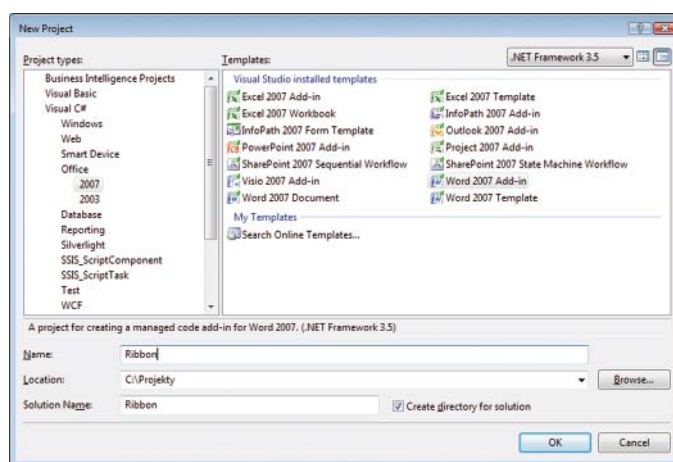 New Project
Project types:
Templates:
.NET Framework 3.5
Business Intelligence Projects
Visual Basic
Visual C#
Windows
Web
Smart Device
Office
2007
2003
Database
Reporting
Silverlight
SSIS_ScriptComponent
SSIS_ScriptTask
Test
WCF
Visual Studio installed templates
Excel 2007 Add-in
Excel 2007 Template
Excel 2007 Workbook
InfoPath 2007 Add-in
InfoPath 2007 Form Template
Outlook 2007 Add-in
PowerPoint 2007 Add-in
Project 2007 Add-in
SharePoint 2007 Sequential Workflow
SharePoint 2007 State Machine Workflow
Visio 2007 Add-in
Word 2007 Add-in
Word 2007 Document
Word 2007 Template
My Templates
Search Online Templates...
A project for creating a managed code add-in for Word 2007. (.NET Framework 3.5)
Name:
Ribbon
Location:
C:\Projekty
Browse...
Solution Name:
Ribbon
Create directory for solution
OK
Cancel